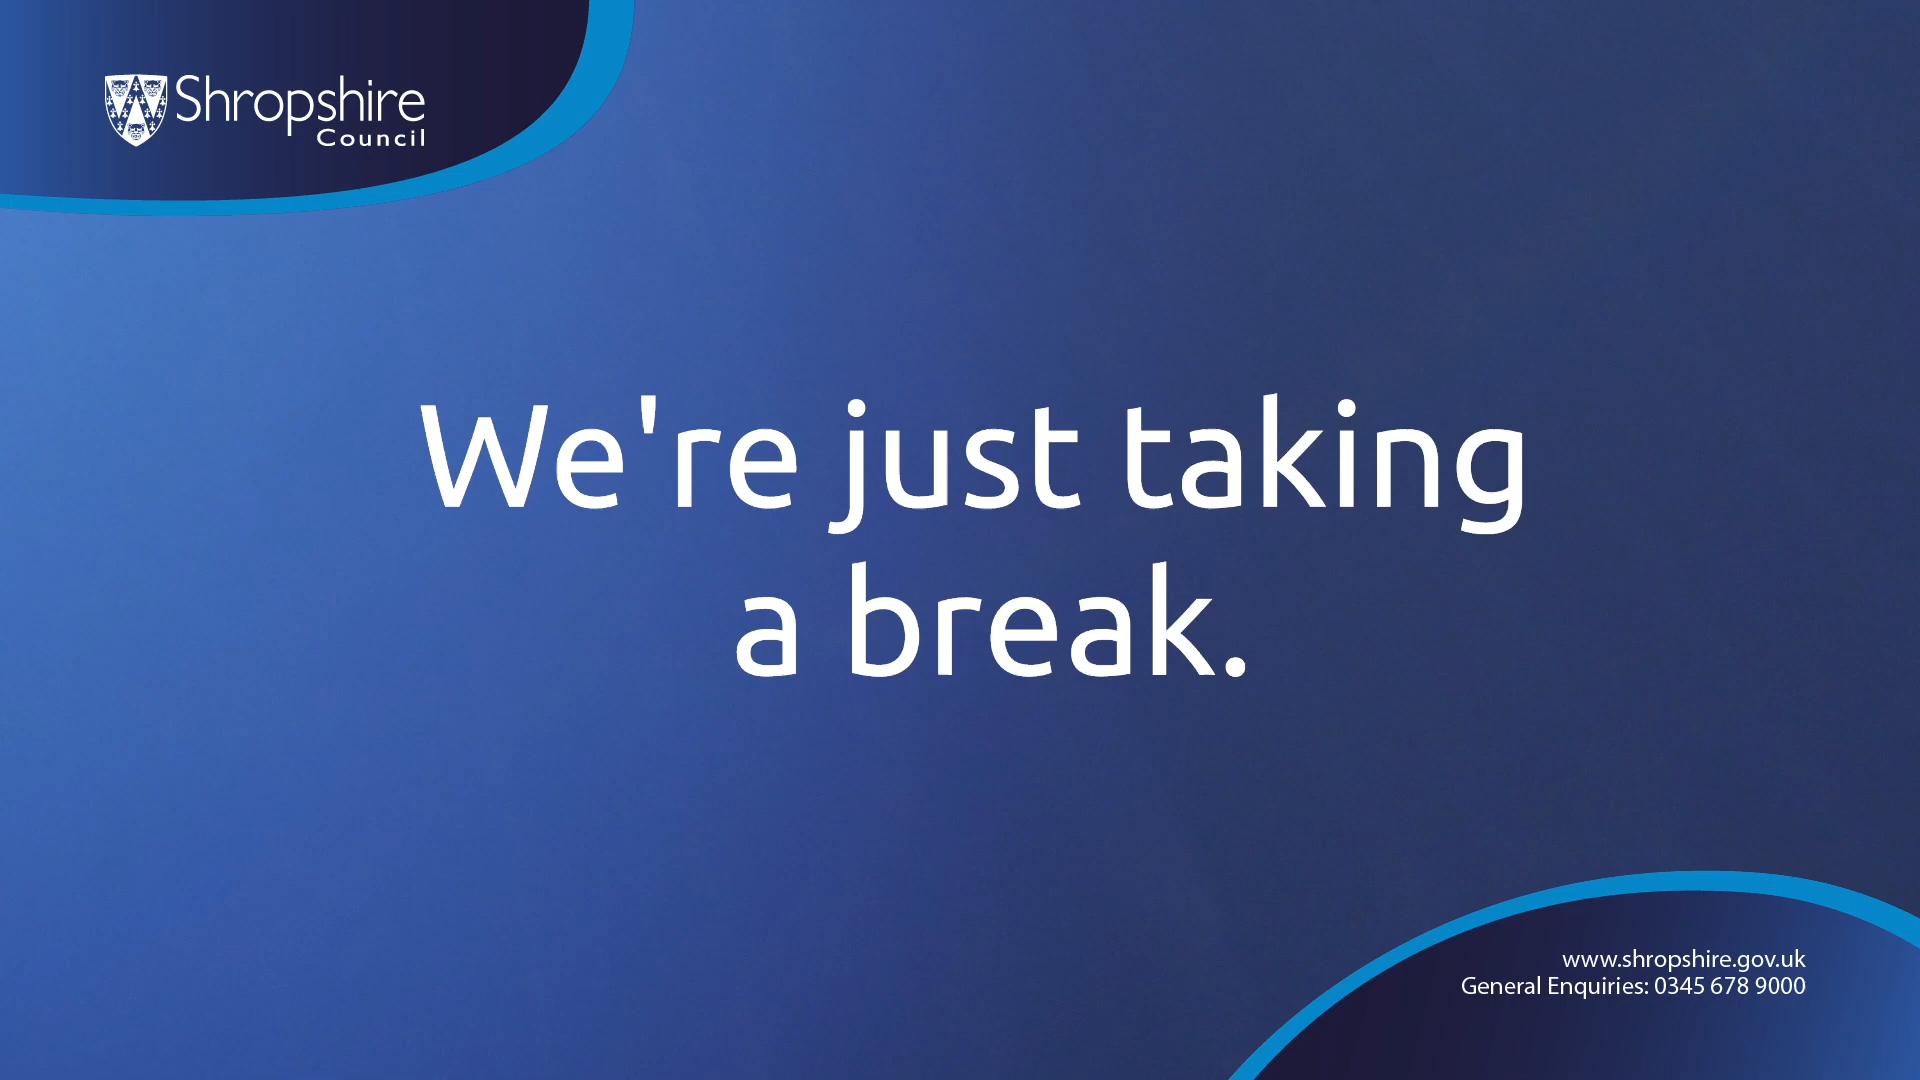 Shropshire
Council
We're just taking
a break.
www.shropshire.gov.uk
General Enquiries: 0345 678 9000